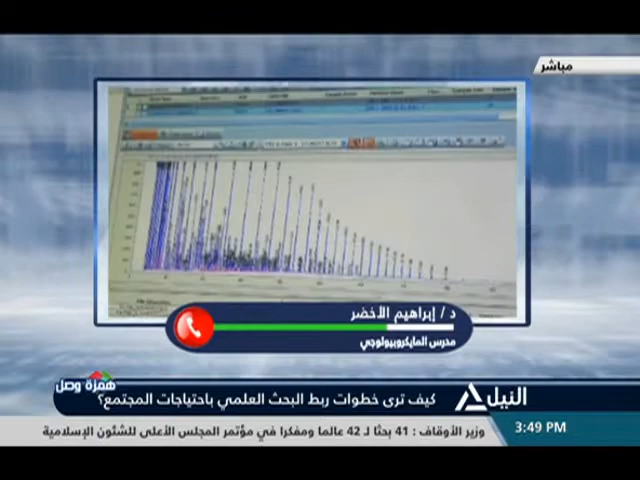 مباشر
د / إبراهيم الأخضر
مدرس المايكروبيولوجي
همزة وصل
كيف ترى خطوات ربط البحث العلمي باحتياجات المجتمع؟
النيل
وزير الأوقاف : 41 بحثا لـ 42 عالما ومفكرا في مؤتمر المجلس الأعلى للشئون الإسلامية
3:49 PM